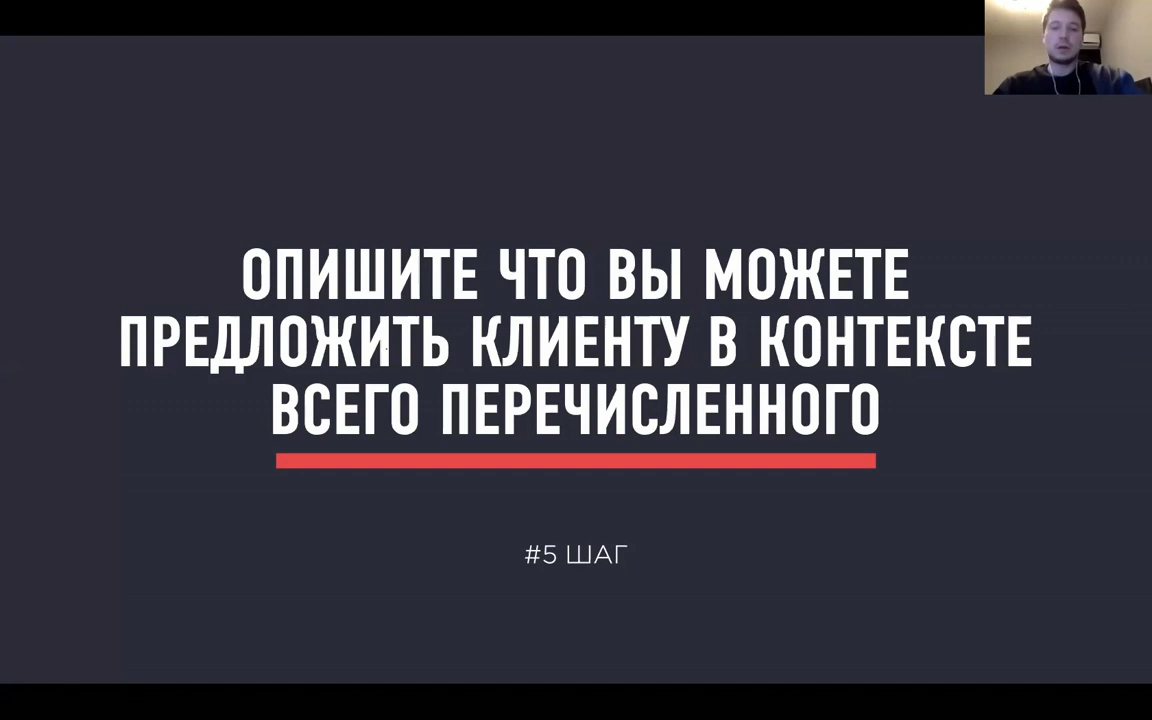 ОПИШИТЕ ЧТО ВЫ МОЖЕТЕ
ПРЕДЛОЖИТЬ КЛИЕНТУ В КОНТЕКСТЕ
ВСЕГО ПЕРЕЧИСЛЕННОГО
#5 ШАГ